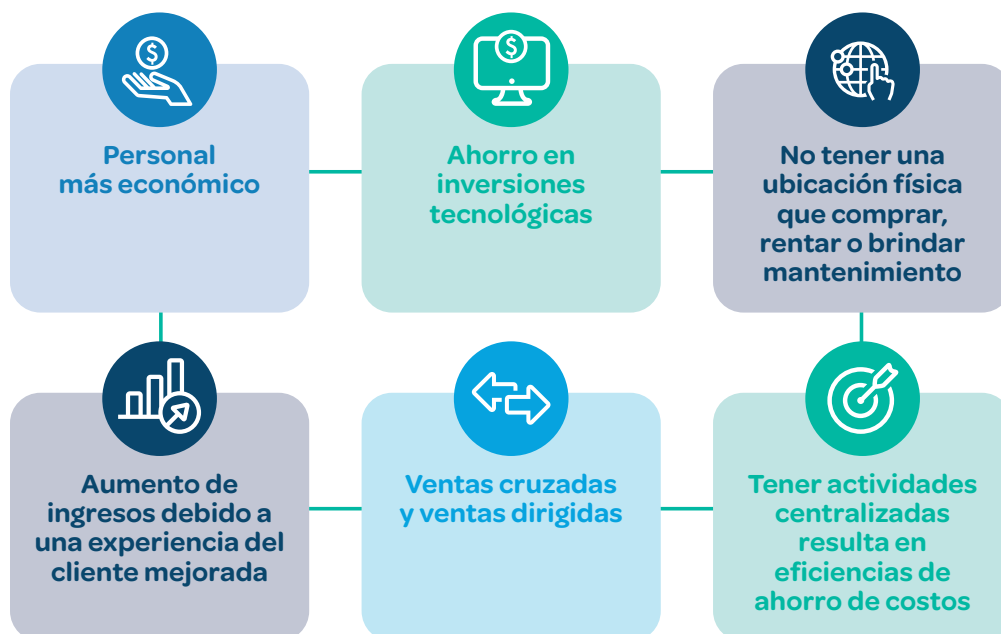 Personal
más económico
Ahorro en
inversiones
tecnológicas
No tener una
ubicación física
que comprar,
rentar o brindar
mantenimiento
Aumento de
ingresos debido a
una experiencia del
cliente mejorada
Ventas cruzadas
y ventas dirigidas
Tener actividades
centralizadas
resulta en
eficiencias de
ahorro de costos